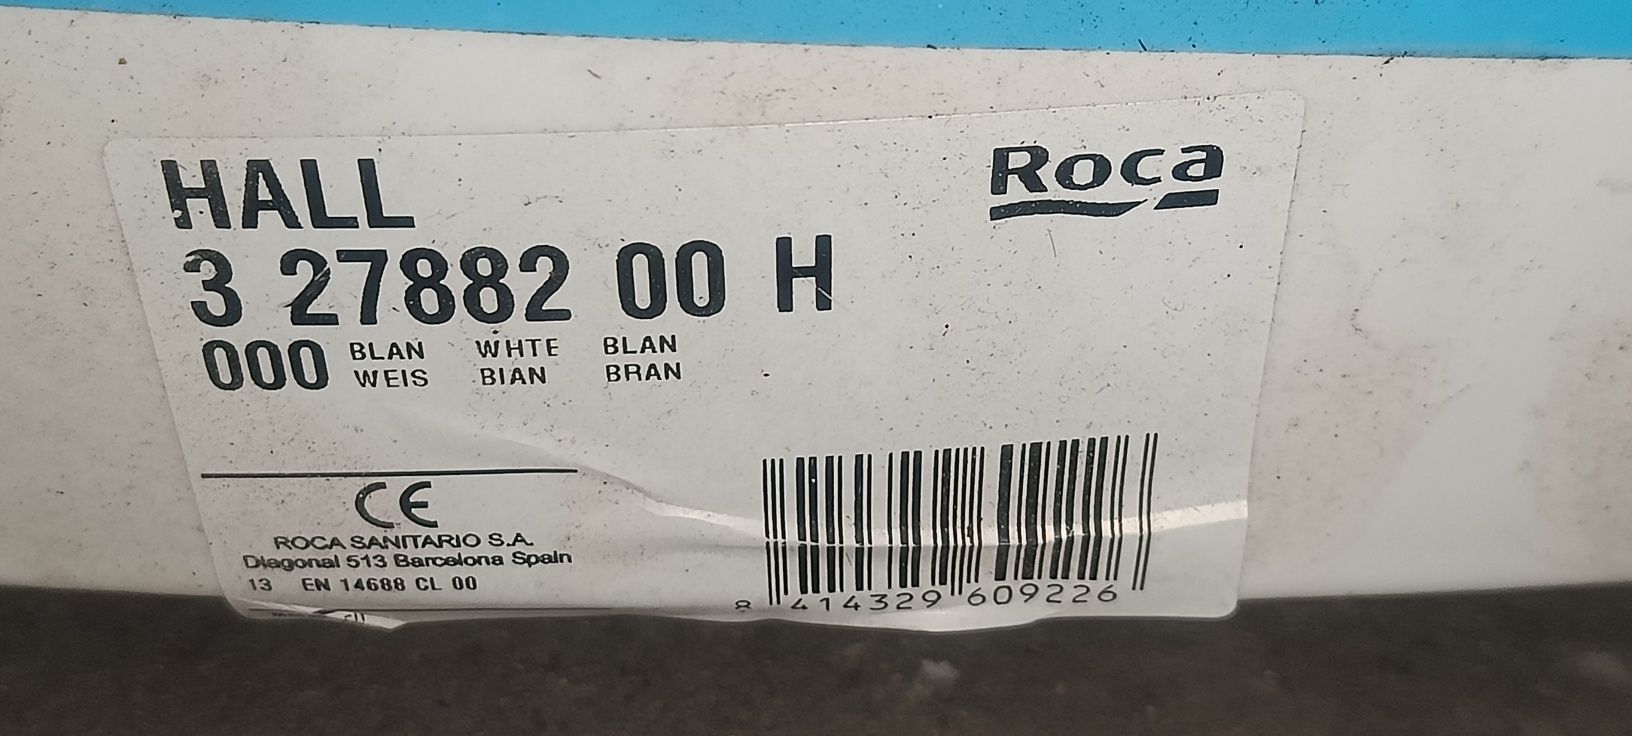 HALL
Roca
3 27882 00 H
000 BLAN WHTE BLAN
WEIS BIAN BRAN
CE
ROCA SANITARIO S.A.
Diagonal 513 Barcelona Spain
13 EN 14688 CL 00
8 414329 609226